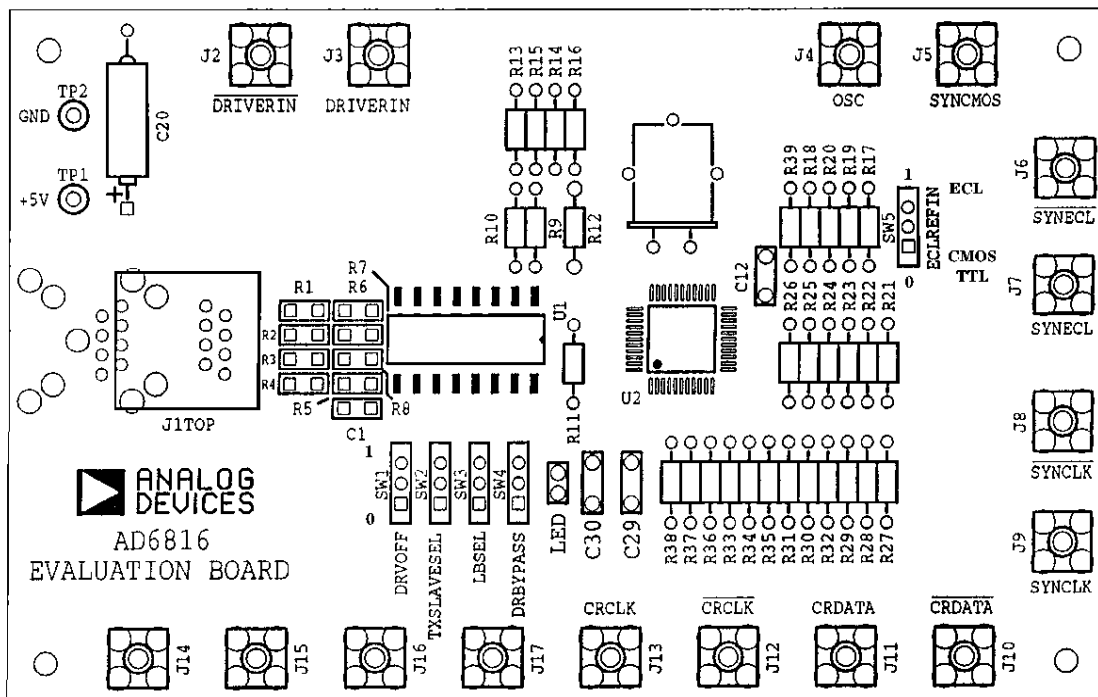 J2
J3
J4
J5
DRIVERIN
DRIVERIN
OSC
SYNCMOS
TP2
GND
TP1
+5V
+
C20
R13
R15
R14
R16
R10
R9
R12
R39
R18
R20
R19
R17
1
ECL
SW5
ECLREFIN
CMOS
TTL
0
C12
R26
R25
R24
R23
R22
R21
J6
SYNECL
J7
SYNECL
J8
SYNCLK
J9
SYNCLK
J1TOP
R7
R1
R6
R2
R3
R4
R5
R8
C1
U1
R11
U2
ANALOG
DEVICES
AD6816
EVALUATION BOARD
1
0
SW1
SW2
SW3
SW4
DRVOFF
TXSLAVESEL
LBSEL
DRBYPASS
LED
C30
C29
R38
R37
R36
R33
R34
R35
R31
R30
R32
R29
R28
R27
CRCLK
CRCLK
CRDATA
CRDATA
J14
J15
J16
J17
J13
J12
J11
J10